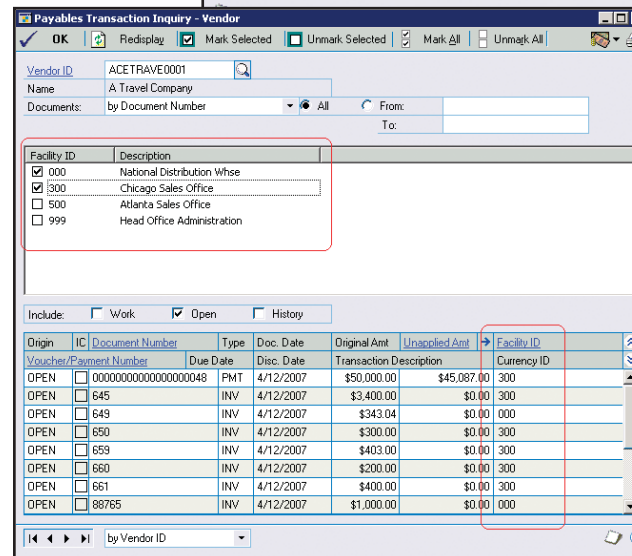 Payables Transaction Inquiry - Vendor
OK Redisplay Mark Selected Unmark Selected Mark All Unmark All
Vendor ID ACETRAVE0001
Name A Travel Company
Documents: by Document Number All From:
To:
Facility ID Description
000 National Distribution Whse
300 Chicago Sales Office
500 Atlanta Sales Office
999 Head Office Administration
Include: Work Open History
Origin IC Document Number Type Doc. Date Original Amt Unapplied Amt Facility ID
Voucher/Payment Number Due Date Disc. Date Transaction Description Currency ID
OPEN 00000000000000000048 PMT 4/12/2007 $50,000.00 $45,087.00 300
OPEN 645 INV 4/12/2007 $3,400.00 $0.00 300
OPEN 649 INV 4/12/2007 $343.04 $0.00 000
OPEN 650 INV 4/12/2007 $300.00 $0.00 300
OPEN 659 INV 4/12/2007 $403.00 $0.00 300
OPEN 660 INV 4/12/2007 $200.00 $0.00 300
OPEN 661 INV 4/12/2007 $400.00 $0.00 300
OPEN 88765 INV 4/12/2007 $1,000.00 $0.00 000
by Vendor ID